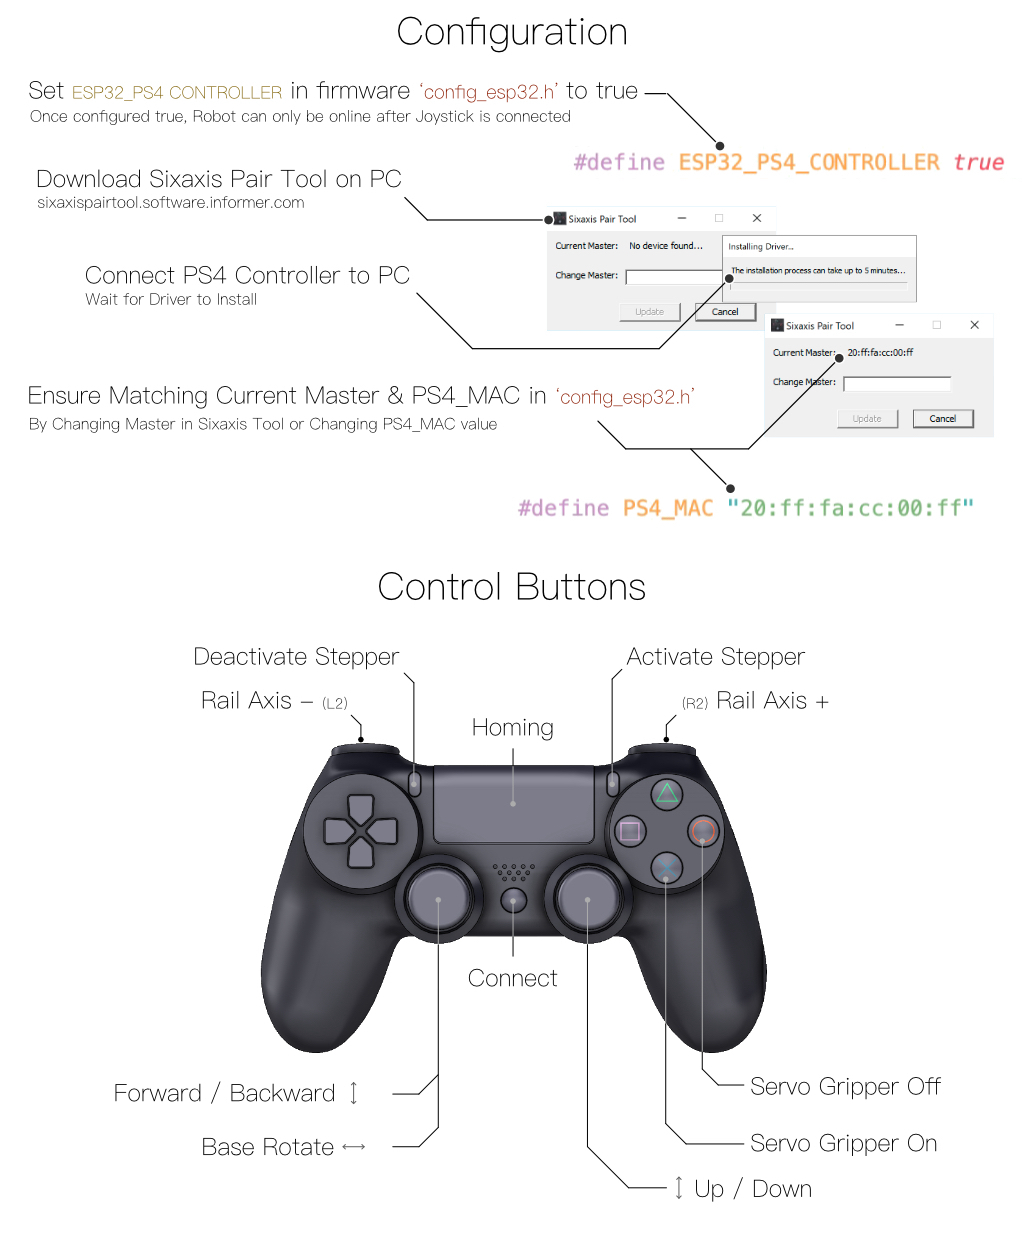 Configuration
Set ESP32_PS4 CONTROLLER in firmware 'config_esp32.h' to true
Once configured true, Robot can only be online after Joystick is connected
#define ESP32_PS4_CONTROLLER true
Download Sixaxis Pair Tool on PC
sixaxispairtool.software.informer.com
Sixaxis Pair Tool
Current Master: No device found...
Change Master:
Update Cancel
Installing Driver...
The installation process can take up to 5 minutes...
Connect PS4 Controller to PC
Wait for Driver to Install
Sixaxis Pair Tool
Current Master: 20:ff:fa:cc:00:ff
Change Master:
Update Cancel
Ensure Matching Current Master & PS4_MAC in 'config_esp32.h'
By Changing Master in Sixaxis Tool or Changing PS4_MAC value
#define PS4_MAC "20:ff:fa:cc:00:ff"
Control Buttons
Deactivate Stepper
Activate Stepper
Rail Axis – (L2)
(R2) Rail Axis +
Homing
Connect
Forward / Backward ↕
Base Rotate ↔
Servo Gripper Off
Servo Gripper On
↕ Up / Down